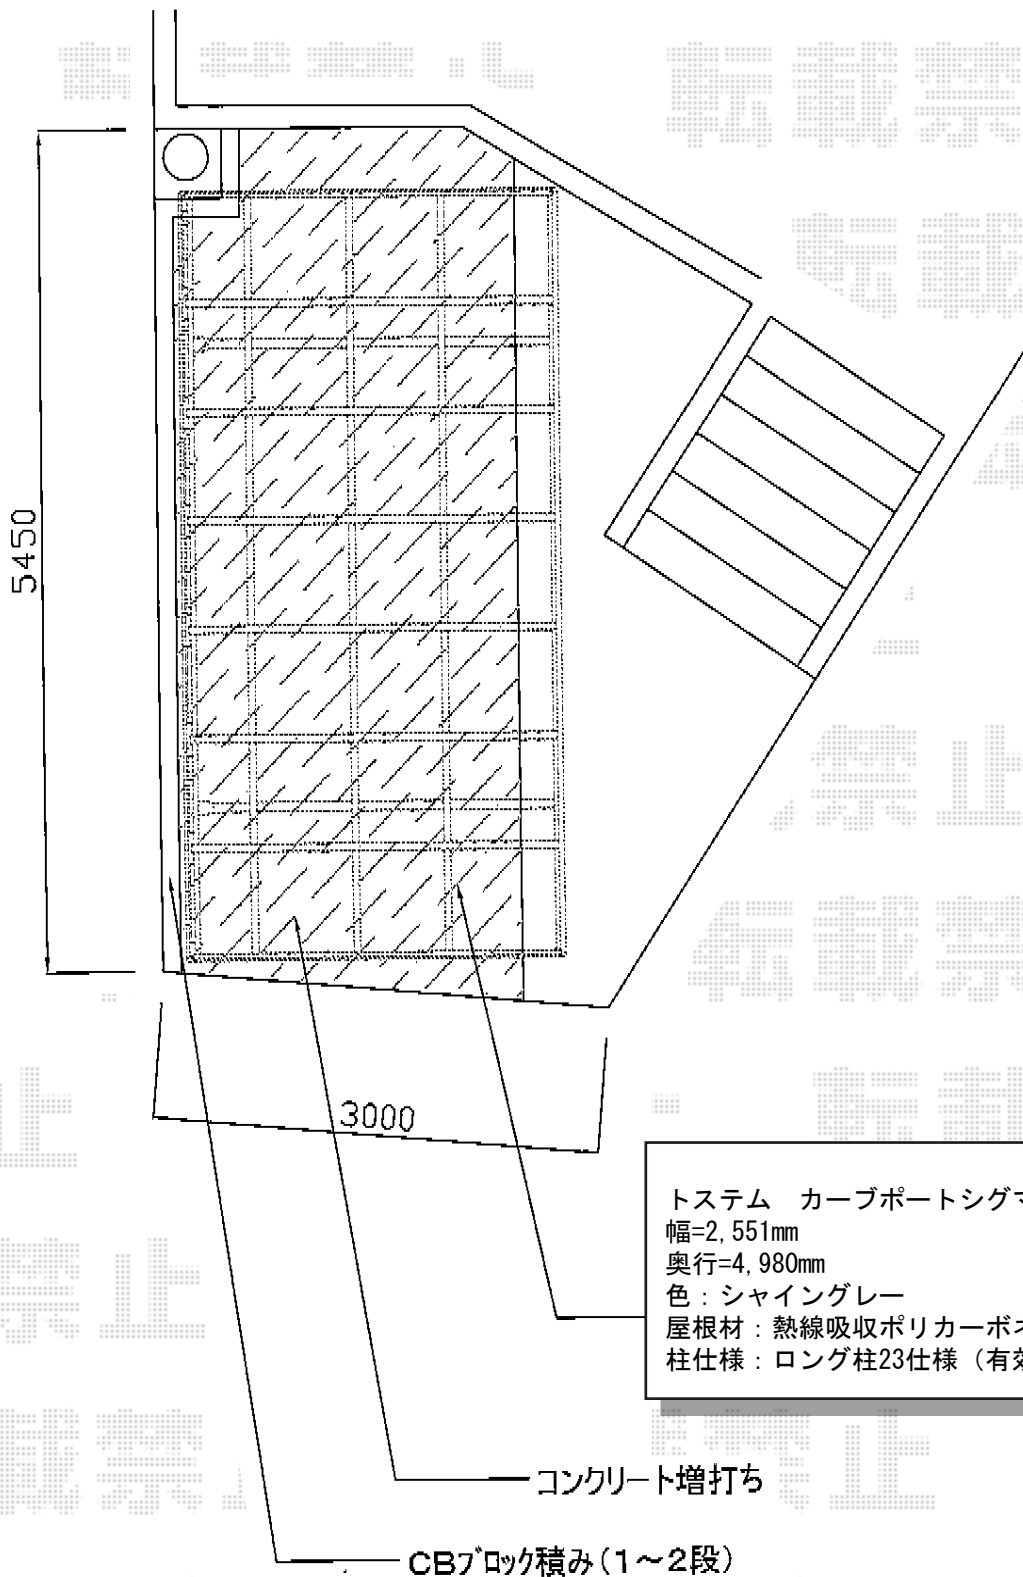 5450
3000
トステム　カーブポートシグマ
幅=2,551mm
奥行=4,980mm
色：シャイングレー
屋根材：熱線吸収ポリカーボネ
柱仕様：ロング柱23仕様（有効
コンクリート増打ち
CBブロック積み(1～2段)
転載禁止